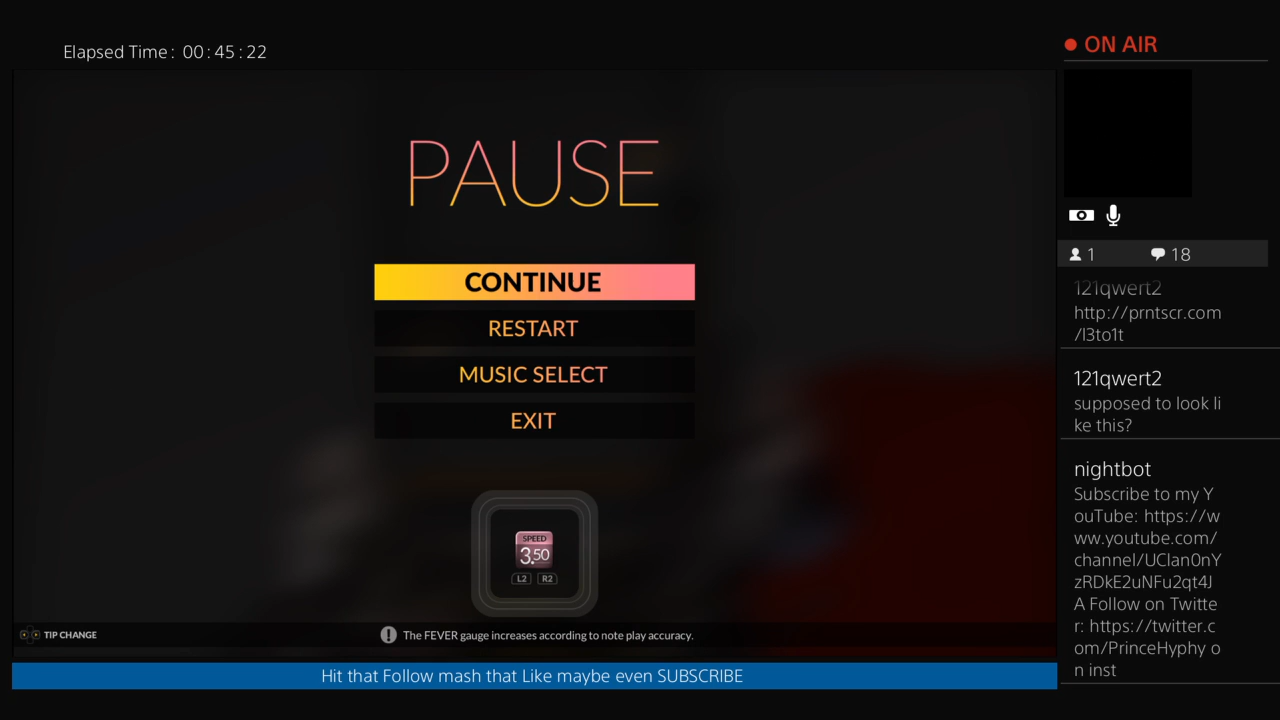 Elapsed Time: 00:45:22
ON AIR
PAUSE
CONTINUE
RESTART
MUSIC SELECT
EXIT
SPEED
3.50
L2 R2
TIP CHANGE
The FEVER gauge increases according to note play accuracy.
Hit that Follow mash that Like maybe even SUBSCRIBE
1 18
121qwert2
http://prntscr.com
/l3to1t
121qwert2
supposed to look li
ke this?
nightbot
Subscribe to my Y
ouTube: https://w
ww.youtube.com/
channel/UClan0nY
zRDkE2uNFu2qt4J
A Follow on Twitte
r: https://twitter.c
om/PrinceHyphy o
n inst